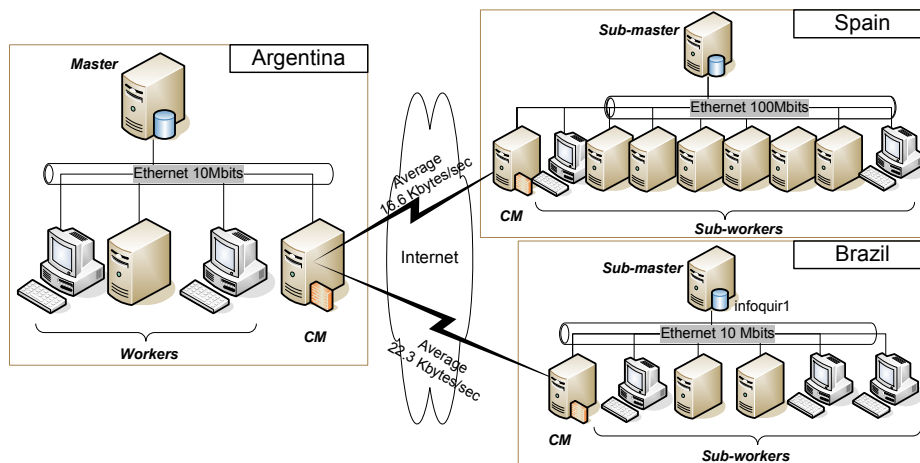 Argentina
Master
Ethernet 10Mbits
Workers
CM
Average
16.6 Kbytes/sec
Internet
Average
22.3 Kbytes/sec
Spain
Sub-master
Ethernet 100Mbits
CM
Sub-workers
Brazil
Sub-master
infoquir1
Ethernet 10 Mbits
CM
Sub-workers